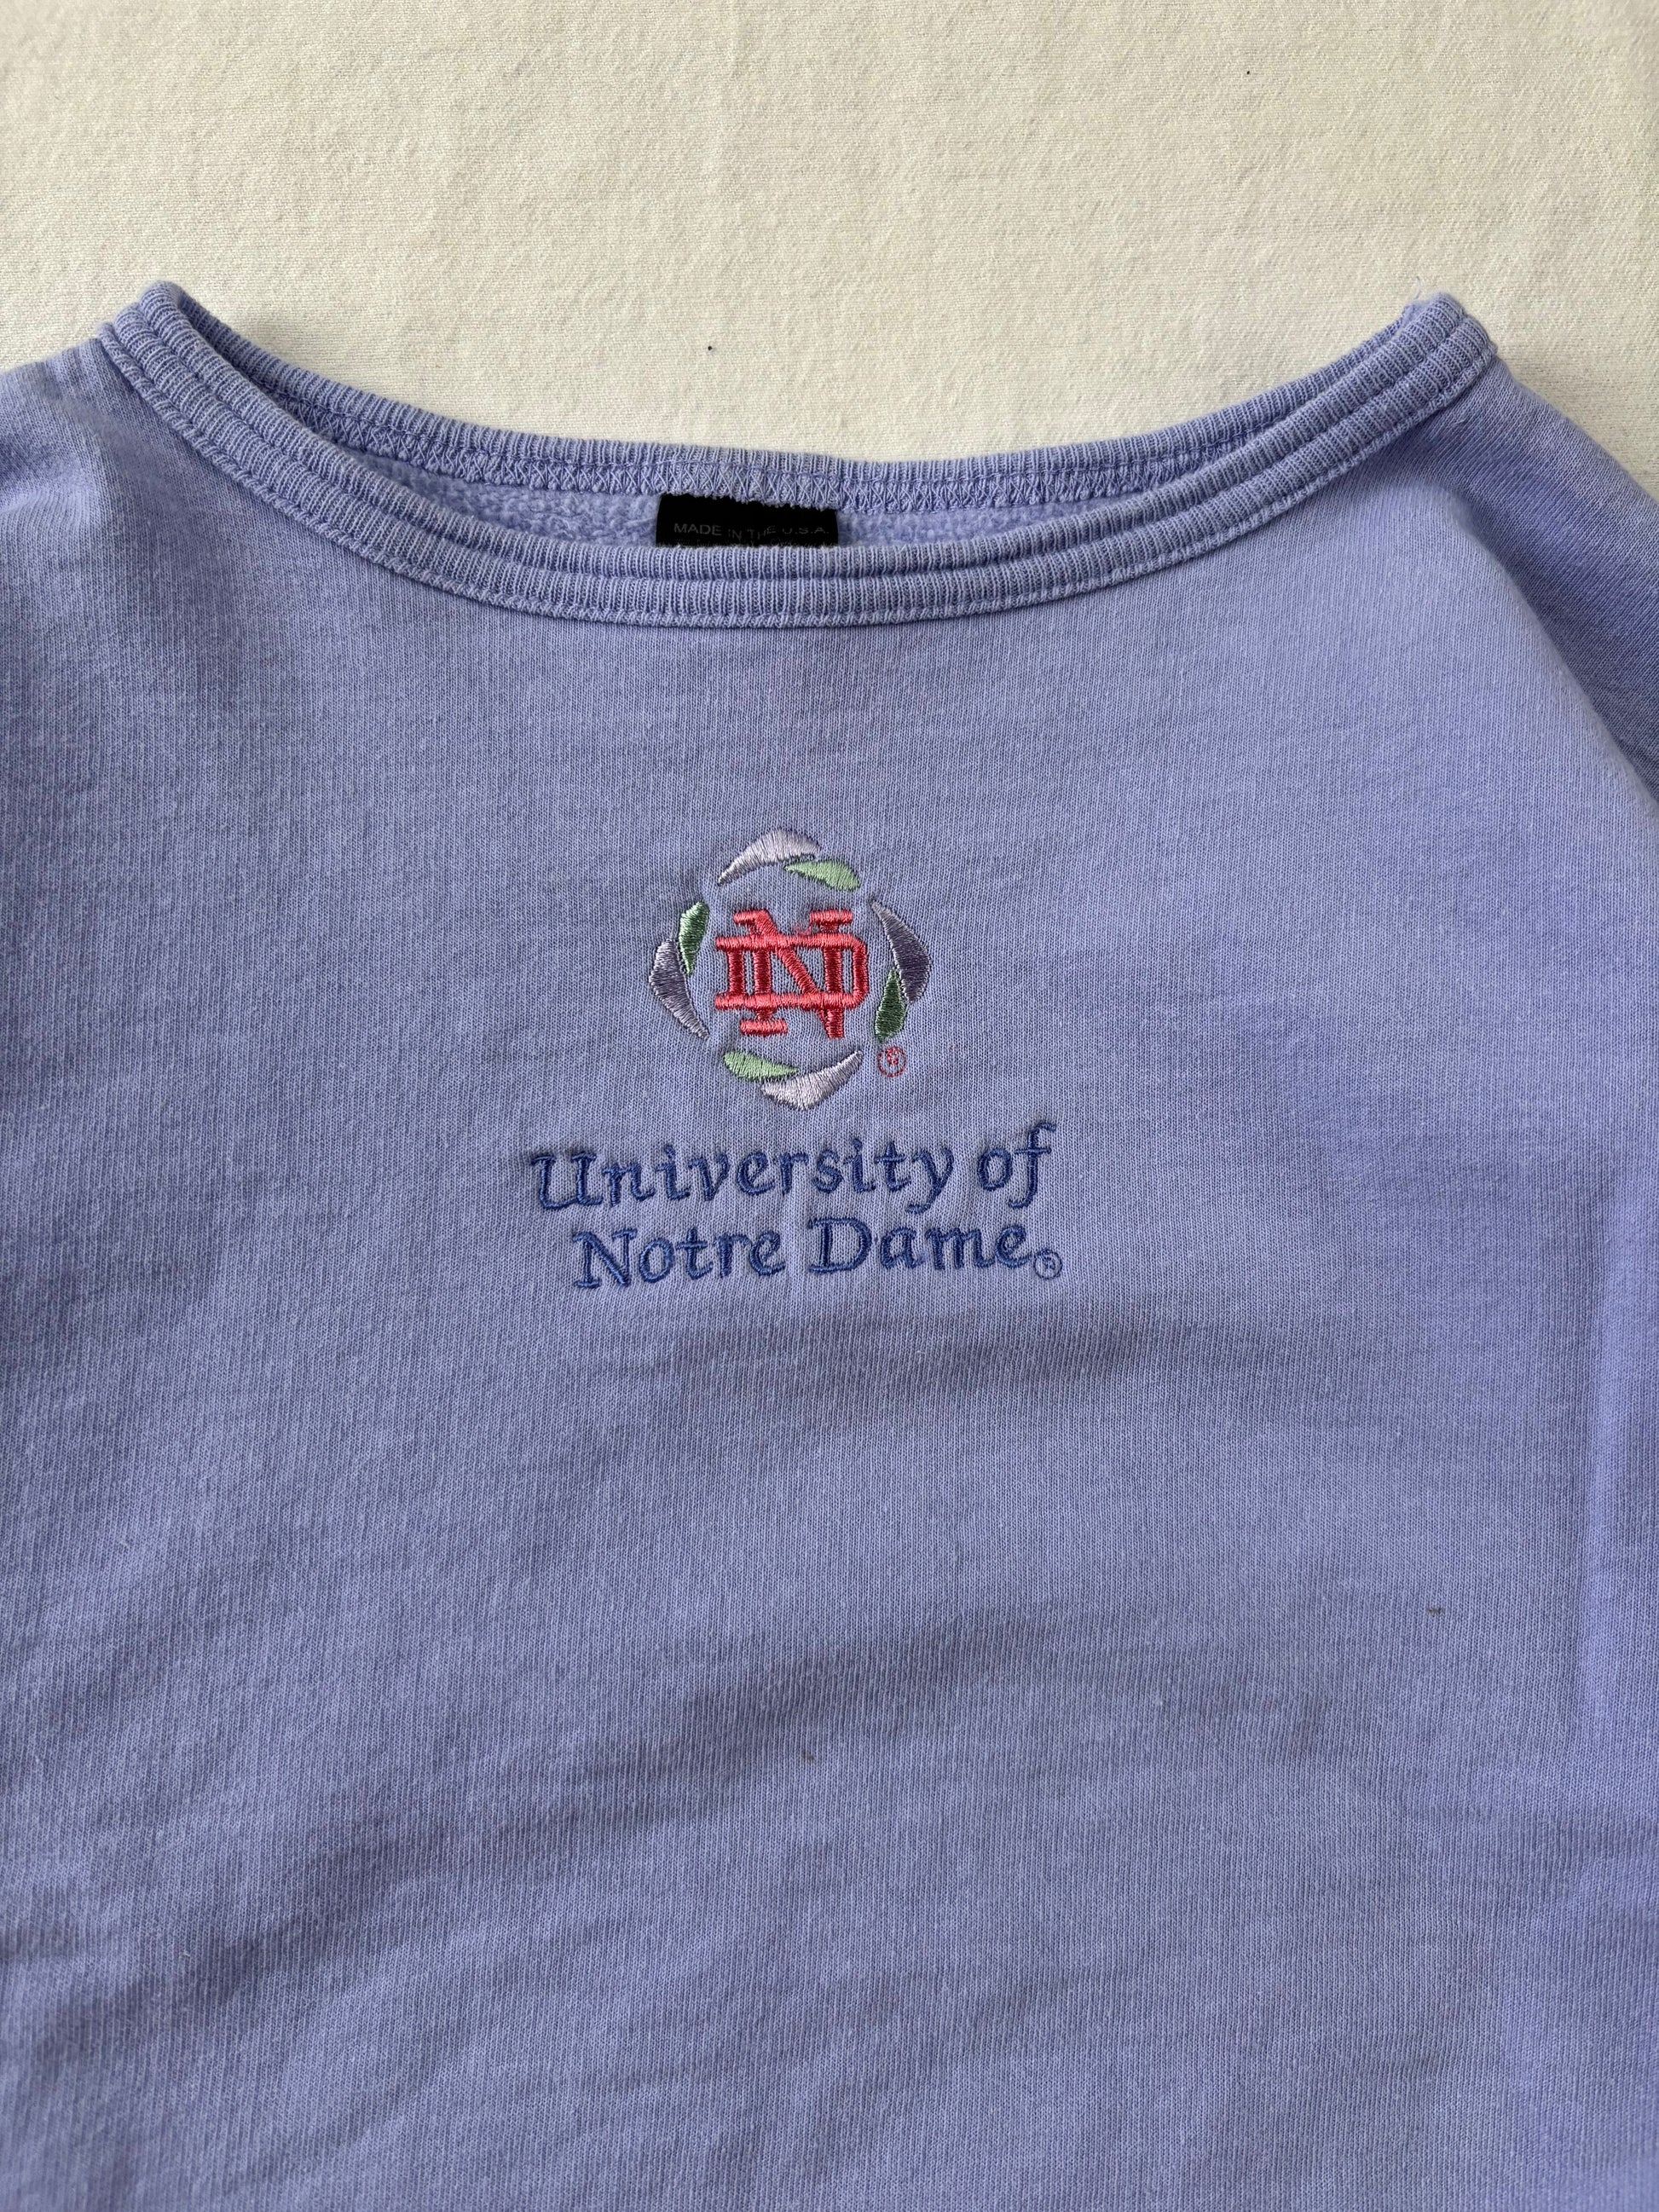 MADE IN THE U.S.A.
ND
®
University of
Notre Dame®